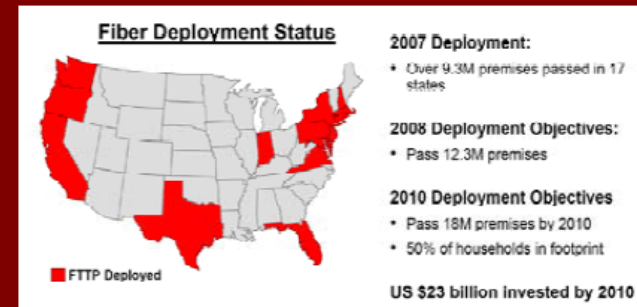 Fiber Deployment Status
FTTP Deployed
2007 Deployment:
• Over 9.3M premises passed in 17
states
2008 Deployment Objectives:
• Pass 12.3M premises
2010 Deployment Objectives
• Pass 18M premises by 2010
• 50% of households in footprint
US $23 billion invested by 2010